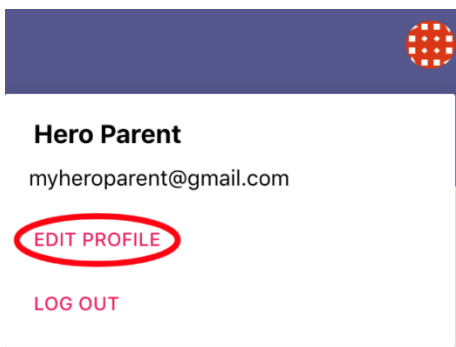 Hero Parent
myheroparent@gmail.com
EDIT PROFILE
LOG OUT